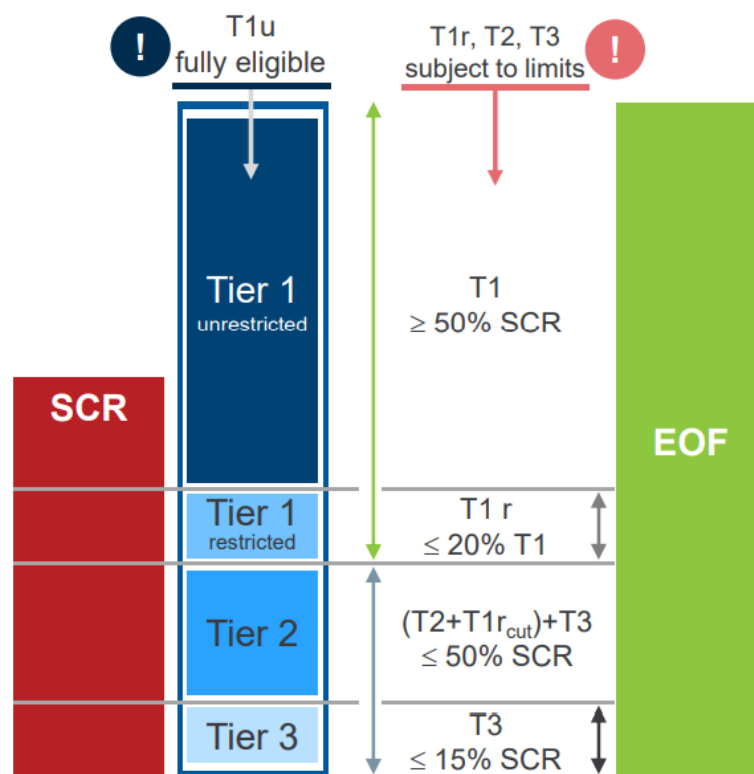 !
T1u
fully eligible
T1r, T2, T3
subject to limits
!
Tier 1
unrestricted
T1
≥ 50% SCR
SCR
EOF
Tier 1
restricted
T1 r
≤ 20% T1
Tier 2
(T2+T1r_cut)+T3
≤ 50% SCR
Tier 3
T3
≤ 15% SCR